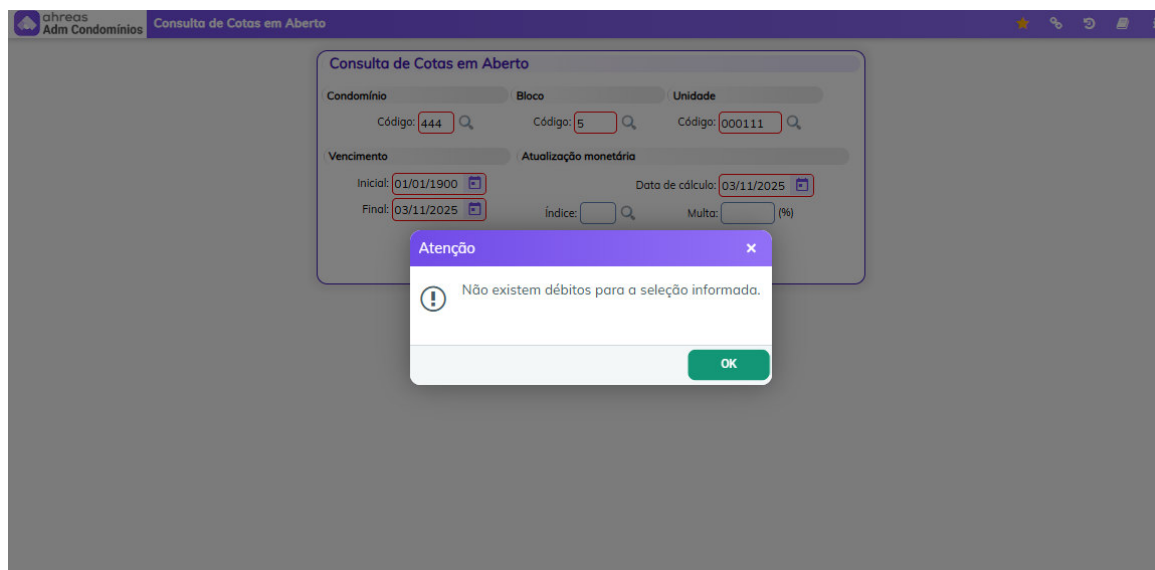 ahreas
Adm Condomínios
Consulta de Cotas em Aberto
Consulta de Cotas em Aberto
Condomínio Bloco Unidade
Código: 444 Código: 5 Código: 000111
Vencimento Atualização monetária
Inicial: 01/01/1900 Data de cálculo: 03/11/2025
Final: 03/11/2025 Índice: Multa: (%)
Atenção
Não existem débitos para a seleção informada.
OK